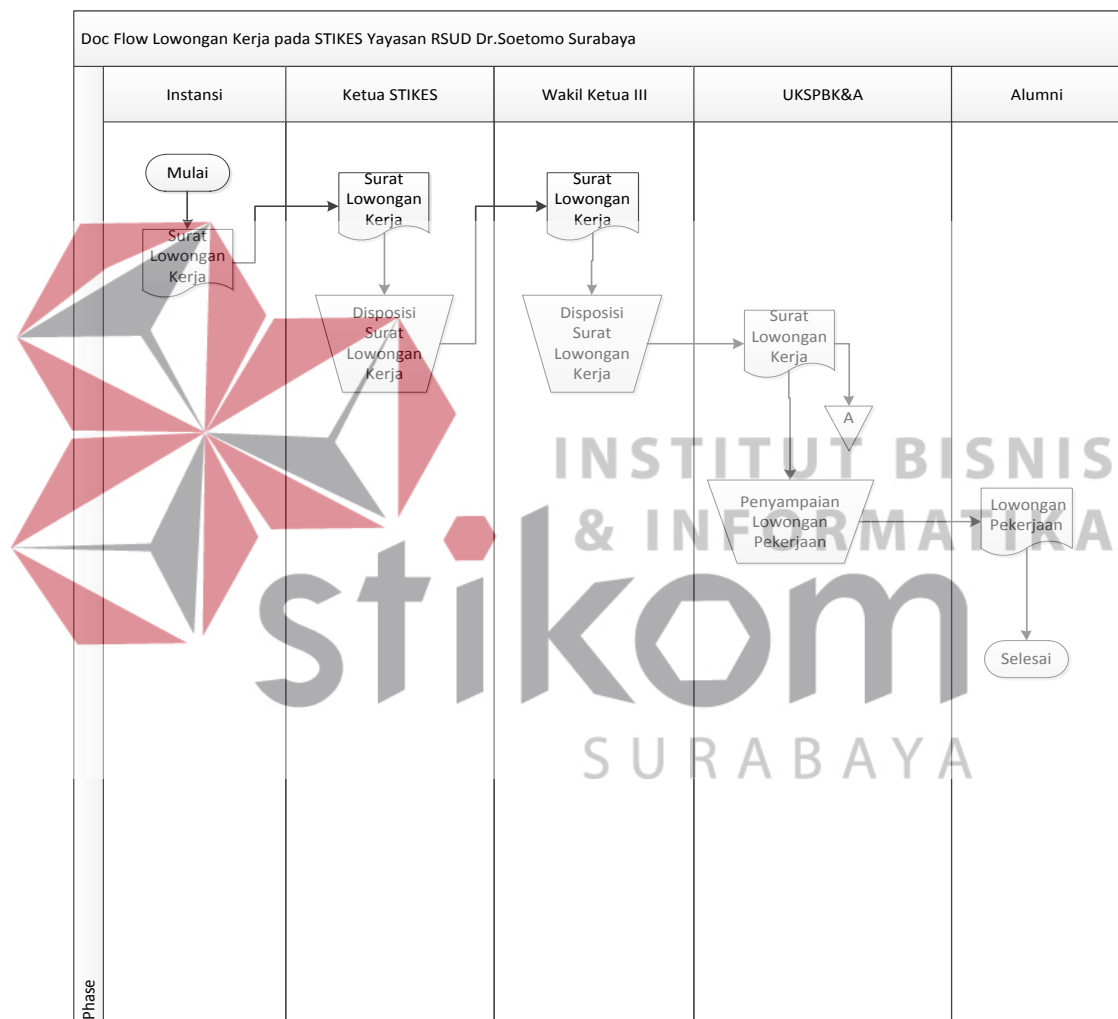 Doc Flow Lowongan Kerja pada STIKES Yayasan RSUD Dr.Soetomo Surabaya
Instansi
Ketua STIKES
Wakil Ketua III
UKSPBK&A
Alumni
Mulai
Surat
Lowongan
Kerja
Surat
Lowongan
Kerja
Disposisi
Surat
Lowongan
Kerja
Surat
Lowongan
Kerja
Disposisi
Surat
Lowongan
Kerja
Surat
Lowongan
Kerja
A
Penyampaian
Lowongan
Pekerjaan
Lowongan
Pekerjaan
Selesai
Phase
INSTITUT BISNIS
& INFORMATIKA
stikom
SURABAYA